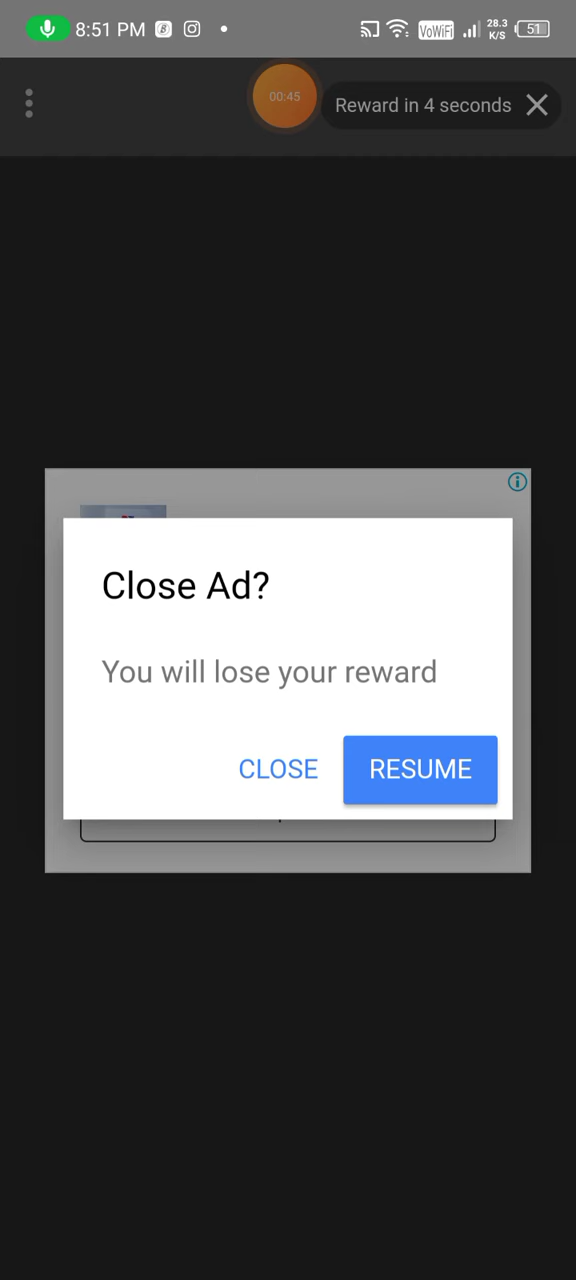 8:51 PM
VoWiFi
28.3
K/S
51
00:45
Reward in 4 seconds
Close Ad?
You will lose your reward
CLOSE
RESUME